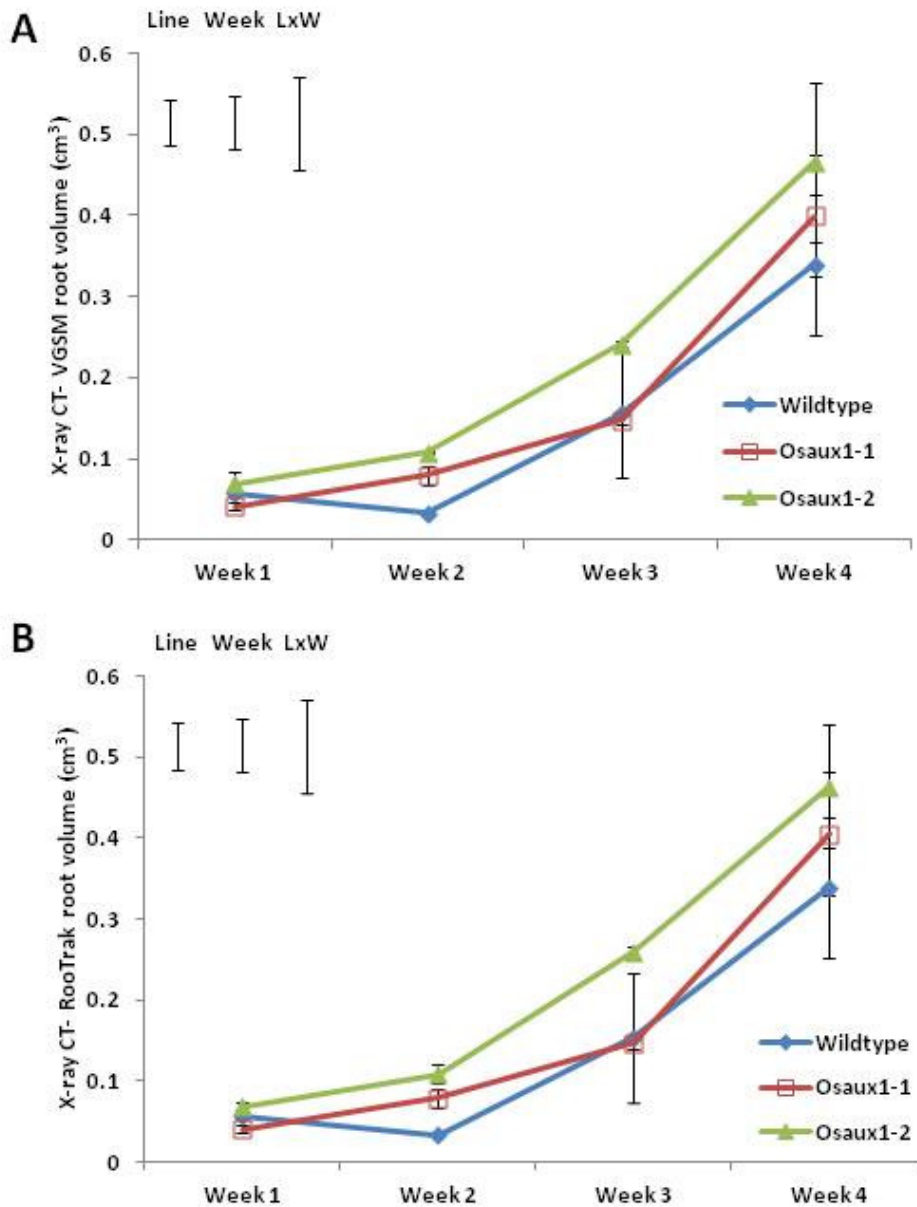 A
Line Week LxW
X-ray CT- VGSM root volume (cm³)
0.6
0.5
0.4
0.3
0.2
0.1
0
Wildtype
Osaux1-1
Osaux1-2
Week 1 Week 2 Week 3 Week 4
B
Line Week LxW
X-ray CT- RooTrak root volume (cm³)
0.6
0.5
0.4
0.3
0.2
0.1
0
Wildtype
Osaux1-1
Osaux1-2
Week 1 Week 2 Week 3 Week 4